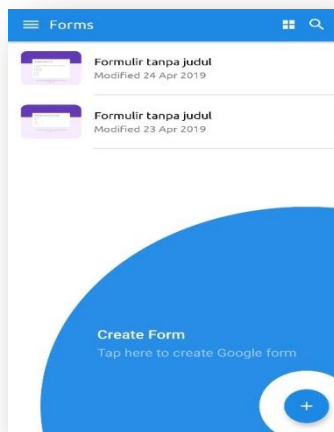 Forms
Formulir tanpa judul
Modified 24 Apr 2019
Formulir tanpa judul
Modified 23 Apr 2019
Create Form
Tap here to create Google form